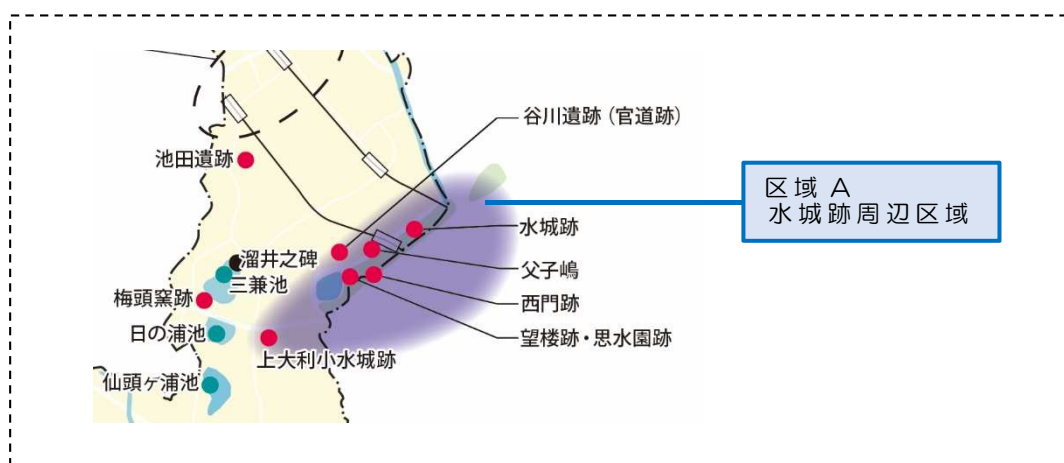 谷川遺跡（官道跡）
池田遺跡
区域 A
水城跡周辺区域
水城跡
溜井之碑
父子嶋
三兼池
梅頭窯跡
西門跡
日の浦池
望楼跡・思水園跡
上大利小水城跡
仙頭ヶ浦池